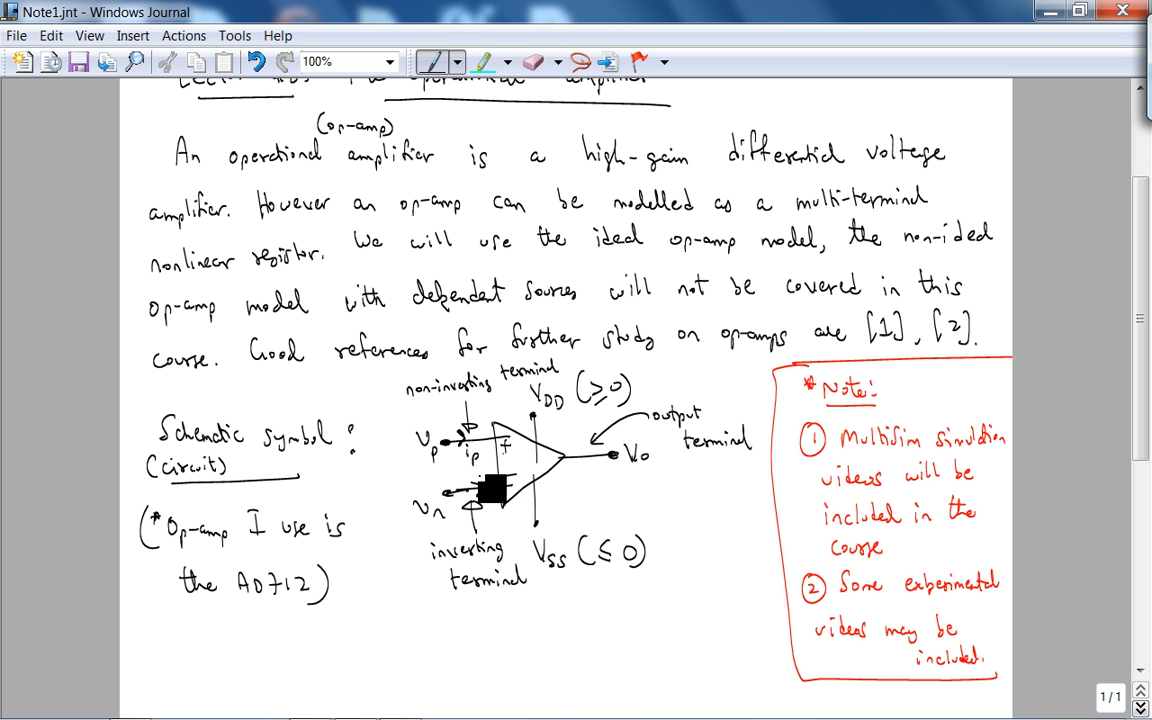 Note1.jnt - Windows Journal
File Edit View Insert Actions Tools Help
100%
operational amplifier
(op-amp)
An operational amplifier is a high-gain differential voltage
amplifier. However an op-amp can be modelled as a multi-terminal
nonlinear resistor. We will use the ideal op-amp model, the non-ideal
op-amp model with dependent sources will not be covered in this
course. Good references for further study on op-amps are [1], [2].
non-inverting terminal
VDD (≥0)
output
terminal
Schematic symbol:
(circuit)
vp
ip
+
vo
vn
inverting
terminal
VSS (≤ 0)
(*Op-amp I use is
the AD712)
* Note:
① Multisim simulation
videos will be
included in the
course
② Some experimental
videos may be
included.
1/1